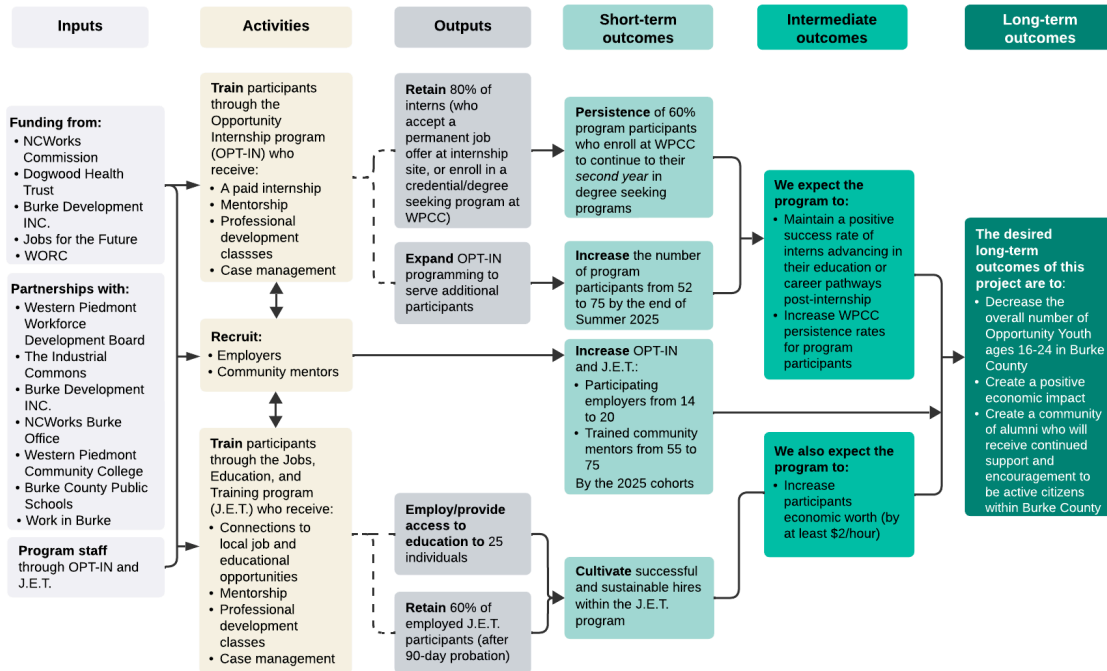 Inputs
Activities
Outputs
Short-term
outcomes
Intermediate
outcomes
Long-term
outcomes
Funding from:
• NCWorks
Commission
• Dogwood Health
Trust
• Burke Development
INC.
• Jobs for the Future
• WORC
Partnerships with:
• Western Piedmont
Workforce
Development Board
• The Industrial
Commons
• Burke Development
INC.
• NCWorks Burke
Office
• Western Piedmont
Community College
• Burke County Public
Schools
• Work in Burke
Program staff
through OPT-IN and
J.E.T.
Train participants
through the
Opportunity
Internship program
(OPT-IN) who
receive:
• A paid internship
• Mentorship
• Professional
development
classses
• Case management
Recruit:
• Employers
• Community mentors
Train participants
through the Jobs,
Education, and
Training program
(J.E.T.) who receive:
• Connections to
local job and
educational
opportunities
• Mentorship
• Professional
development
classes
• Case management
Retain 80% of
interns (who
accept a
permanent job
offer at internship
site, or enroll in a
credential/degree
seeking program at
WPCC)
Expand OPT-IN
programming to
serve additional
participants
Employ/provide
access to
education to 25
individuals
Retain 60% of
employed J.E.T.
participants (after
90-day probation)
Persistence of 60%
program participants
who enroll at WPCC
to continue to their
second year in
degree seeking
programs
Increase the number
of program
participants from 52
to 75 by the end of
Summer 2025
Increase OPT-IN
and J.E.T.:
• Participating
employers from 14
to 20
• Trained community
mentors from 55 to
75
By the 2025 cohorts
Cultivate successful
and sustainable hires
within the J.E.T.
program
We expect the
program to:
• Maintain a positive
success rate of
interns advancing in
their education or
career pathways
post-internship
• Increase WPCC
persistence rates
for program
participants
We also expect the
program to:
• Increase
participants
economic worth (by
at least $2/hour)
The desired
long-term
outcomes of this
project are to:
• Decrease the
overall number of
Opportunity Youth
ages 16-24 in Burke
County
• Create a positive
economic impact
• Create a community
of alumni who will
receive continued
support and
encouragement to
be active citizens
within Burke County